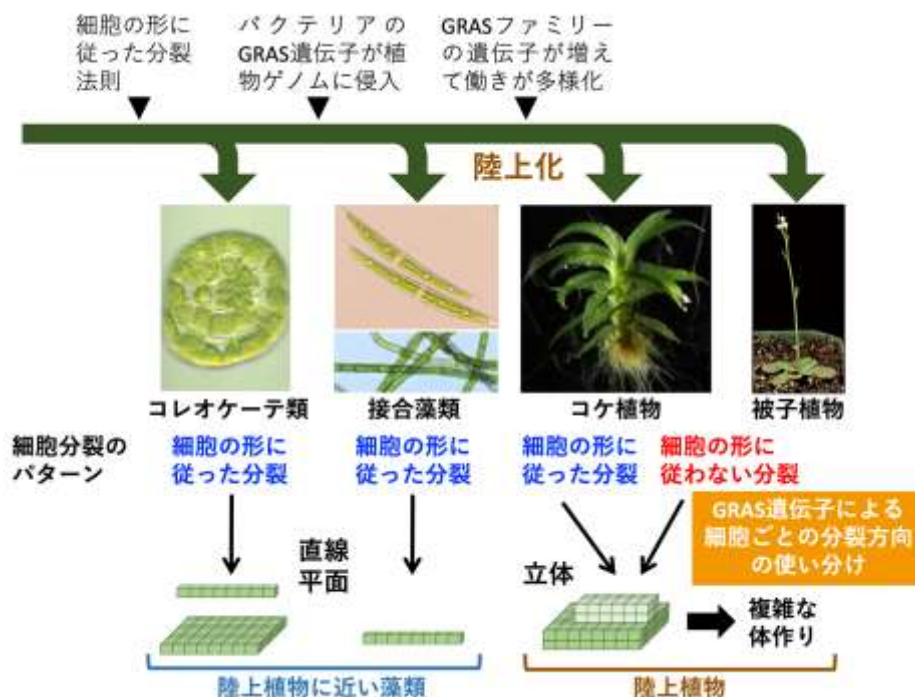 細胞の形に
従った分裂
法則
バクテリアの
GRAS遺伝子が植
物ゲノムに侵入
GRASファミリー
の遺伝子が増え
て働きが多様化
陸上化
コレオケーテ類
接合藻類
コケ植物
被子植物
細胞分裂の
パターン
細胞の形に
従った分裂
細胞の形に
従った分裂
細胞の形に
従った分裂
細胞の形に
従わない分裂
GRAS遺伝子による
細胞ごとの分裂方向
の使い分け
直線
平面
立体
複雑な
体作り
陸上植物に近い藻類
陸上植物